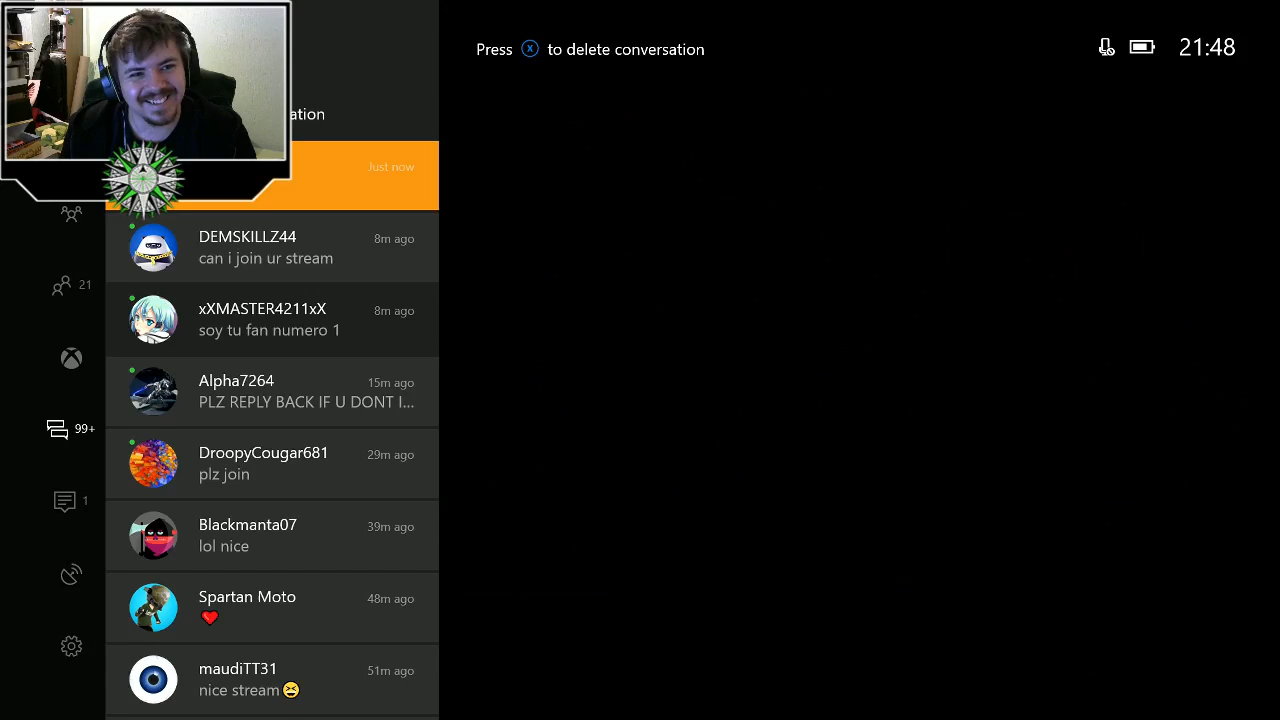 Press X to delete conversation
21:48
ation
Just now
DEMSKILLZ44 8m ago
can i join ur stream
xXMASTER4211xX 8m ago
soy tu fan numero 1
21
Alpha7264 15m ago
PLZ REPLY BACK IF U DONT I...
99+
DroopyCougar681 29m ago
plz join
1
Blackmanta07 39m ago
lol nice
Spartan Moto 48m ago
❤
maudiTT31 51m ago
nice stream😆